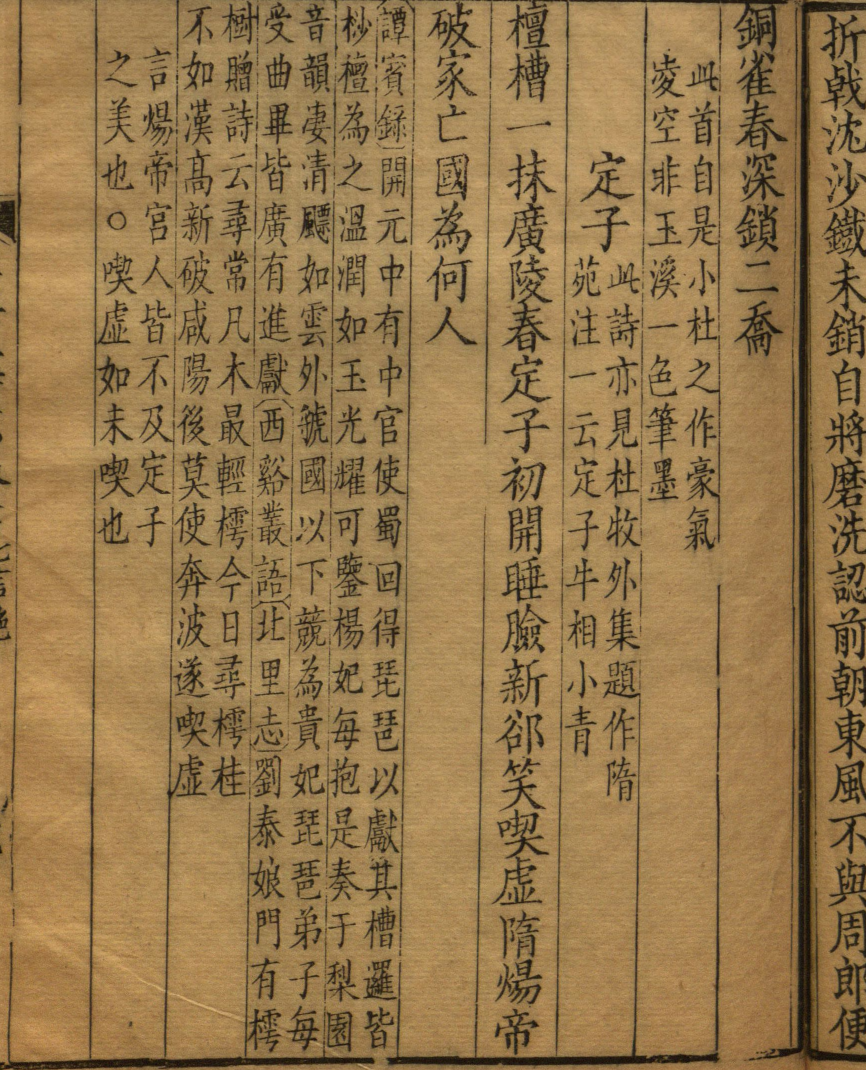 折戟沈沙鐵未銷自將磨洗認前朝東風不與周郎便
銅雀春深鎖二喬
此首自是小杜之作豪氣
凌空非玉溪一色筆墨
定子
此詩亦見杜牧外集題作隋
苑注一云定子牛相小青
檀槽一抹廣陵春定子初開睡臉新郤笑喫虛隋煬帝
破家亡國為何人
譚賓録開元中有中官使蜀回得琵琶以獻其槽邏皆
桫檀為之溫潤如玉光耀可鑒楊妃每抱是奏于梨園
音韻凄清飃如雲外虢國以下競為貴妃琵琶弟子每
受曲畢皆廣有進獻西谿叢語北里志劉泰娘門有樗
樹贈詩云尋常凡木最輕樗今日尋樗桂
不如漢高新破咸陽後莫使奔波遂喫虛
言煬帝宮人皆不及定子
之美也○喫虛如未喫也